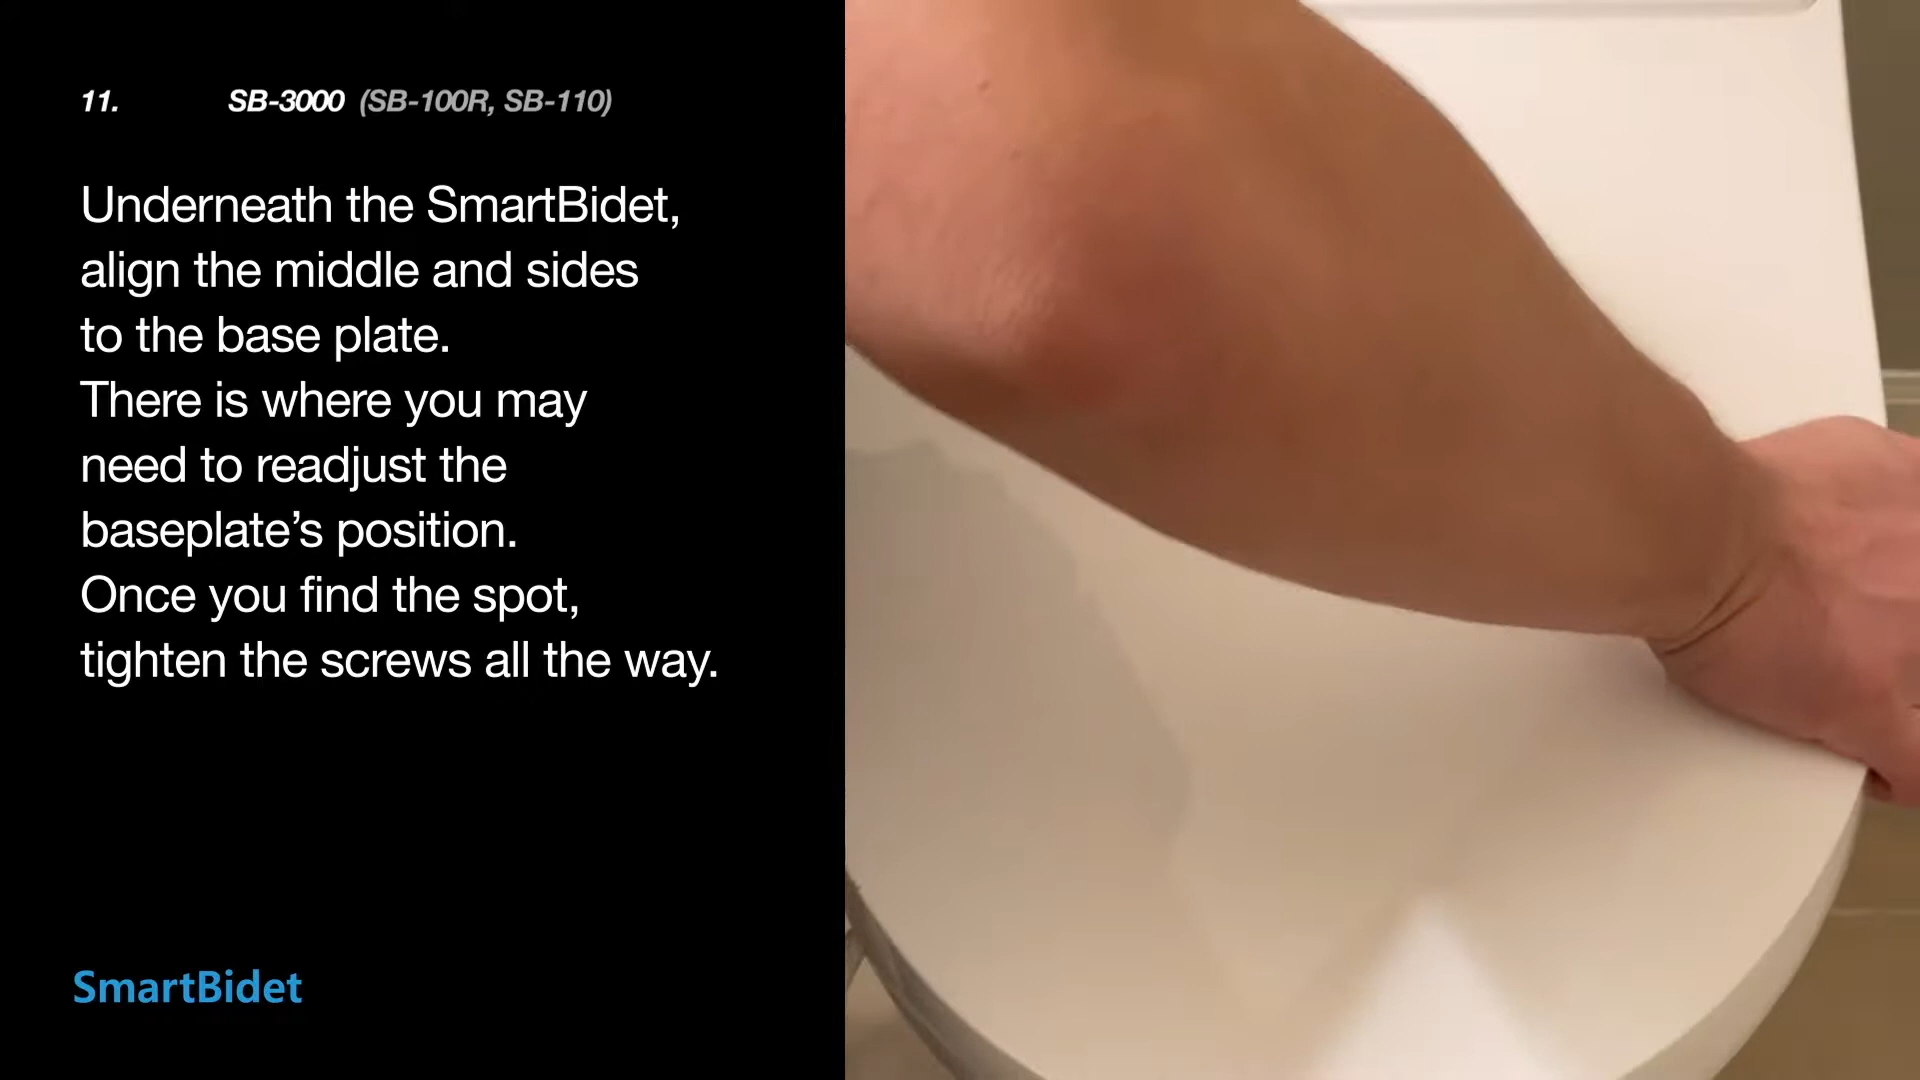 11. SB-3000 (SB-100R, SB-110)
Underneath the SmartBidet,
align the middle and sides
to the base plate.
There is where you may
need to readjust the
baseplate’s position.
Once you find the spot,
tighten the screws all the way.
SmartBidet